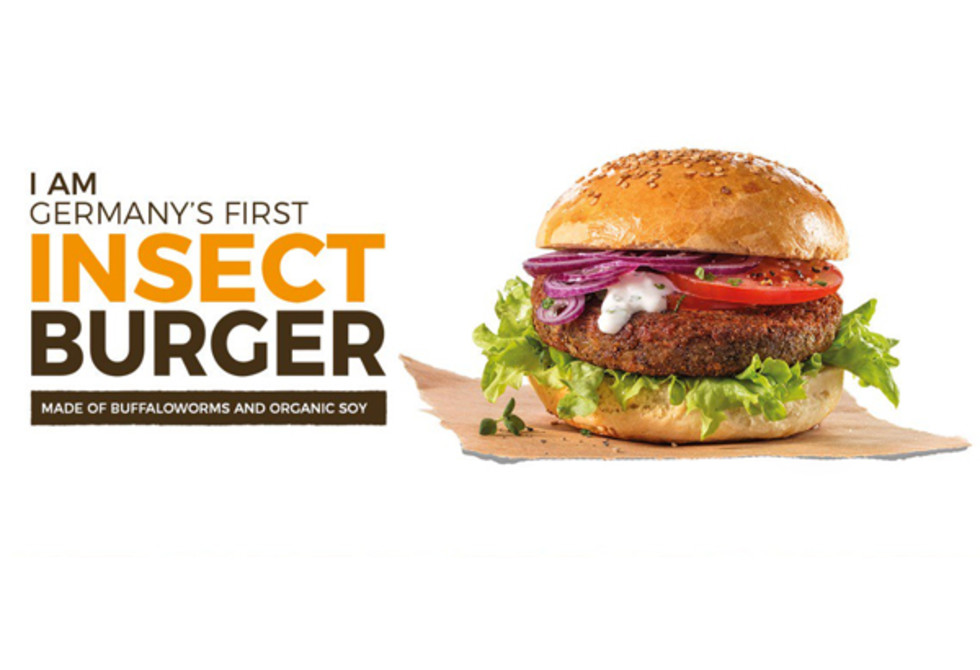 I AM
GERMANY'S FIRST
INSECT
BURGER
MADE OF BUFFALOWORMS AND ORGANIC SOY